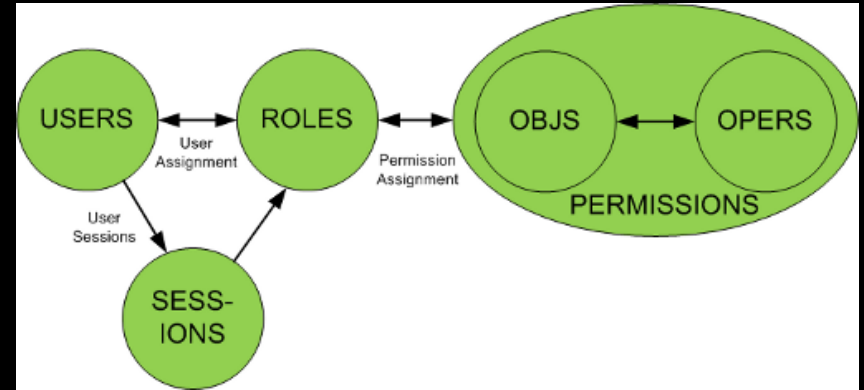 USERS
ROLES
OBJS
OPERS
User
Assignment
Permission
Assignment
PERMISSIONS
User
Sessions
SESS-
IONS